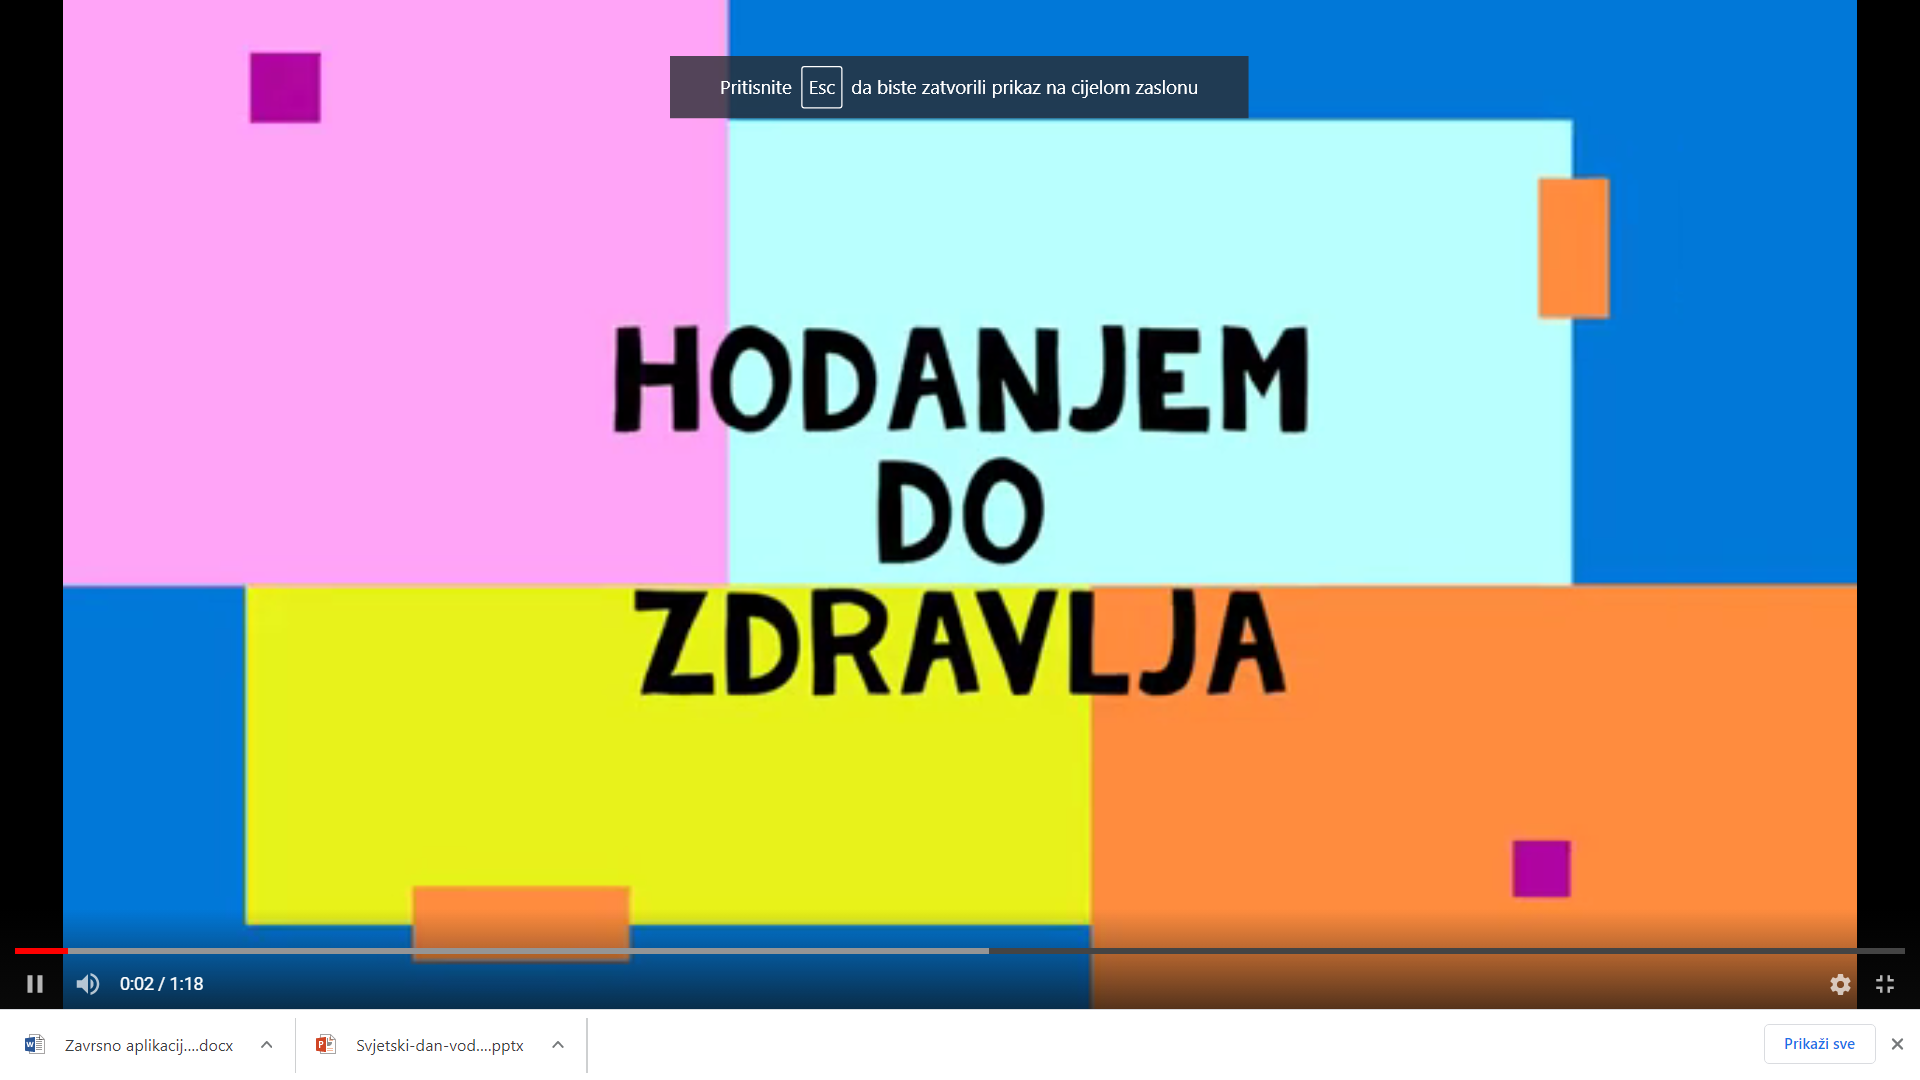 Pritisnite Esc da biste zatvorili prikaz na cijelom zaslonu
HODANJEM
DO
ZDRAVLJA
0:02 / 1:18
Zavrsno aplikacij....docx
Svjetski-dan-vod....pptx
Prikaži sve